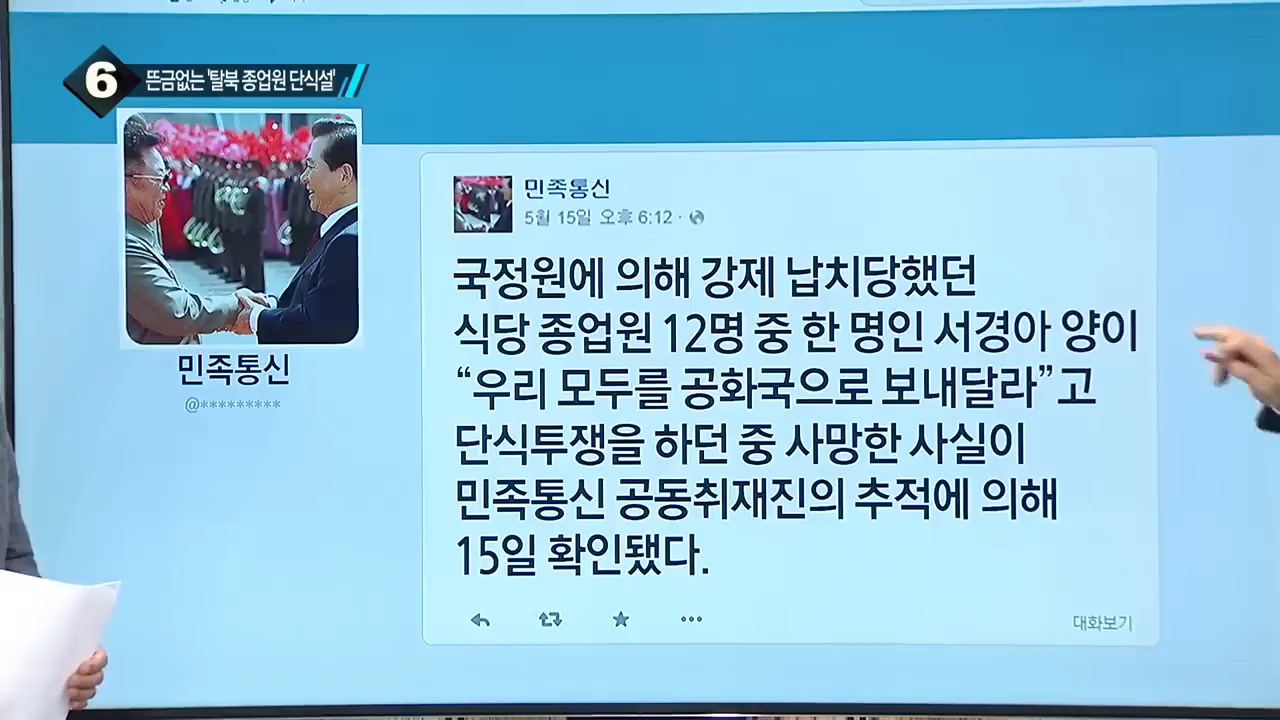 6
뜬금없는 '탈북 종업원 단식설'
민족통신
@*********
민족통신
5월 15일 오후 6:12 ·
국정원에 의해 강제 납치당했던
식당 종업원 12명 중 한 명인 서경아 양이
“우리 모두를 공화국으로 보내달라”고
단식투쟁을 하던 중 사망한 사실이
민족통신 공동취재진의 추적에 의해
15일 확인됐다.
대화보기